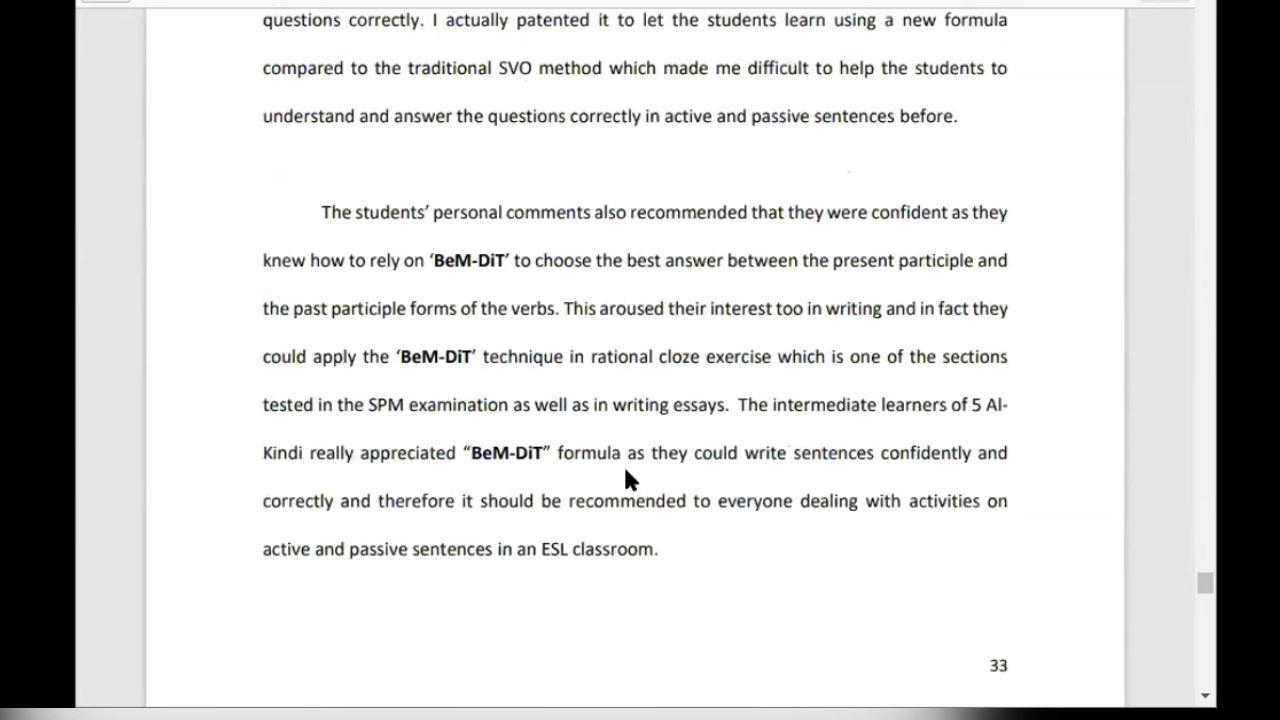 questions correctly. I actually patented it to let the students learn using a new formula
compared to the traditional SVO method which made me difficult to help the students to
understand and answer the questions correctly in active and passive sentences before.
The students’ personal comments also recommended that they were confident as they
knew how to rely on ‘BeM-DiT’ to choose the best answer between the present participle and
the past participle forms of the verbs. This aroused their interest too in writing and in fact they
could apply the ‘BeM-DiT’ technique in rational cloze exercise which is one of the sections
tested in the SPM examination as well as in writing essays. The intermediate learners of 5 Al-
Kindi really appreciated “BeM-DiT” formula as they could write sentences confidently and
correctly and therefore it should be recommended to everyone dealing with activities on
active and passive sentences in an ESL classroom.
33